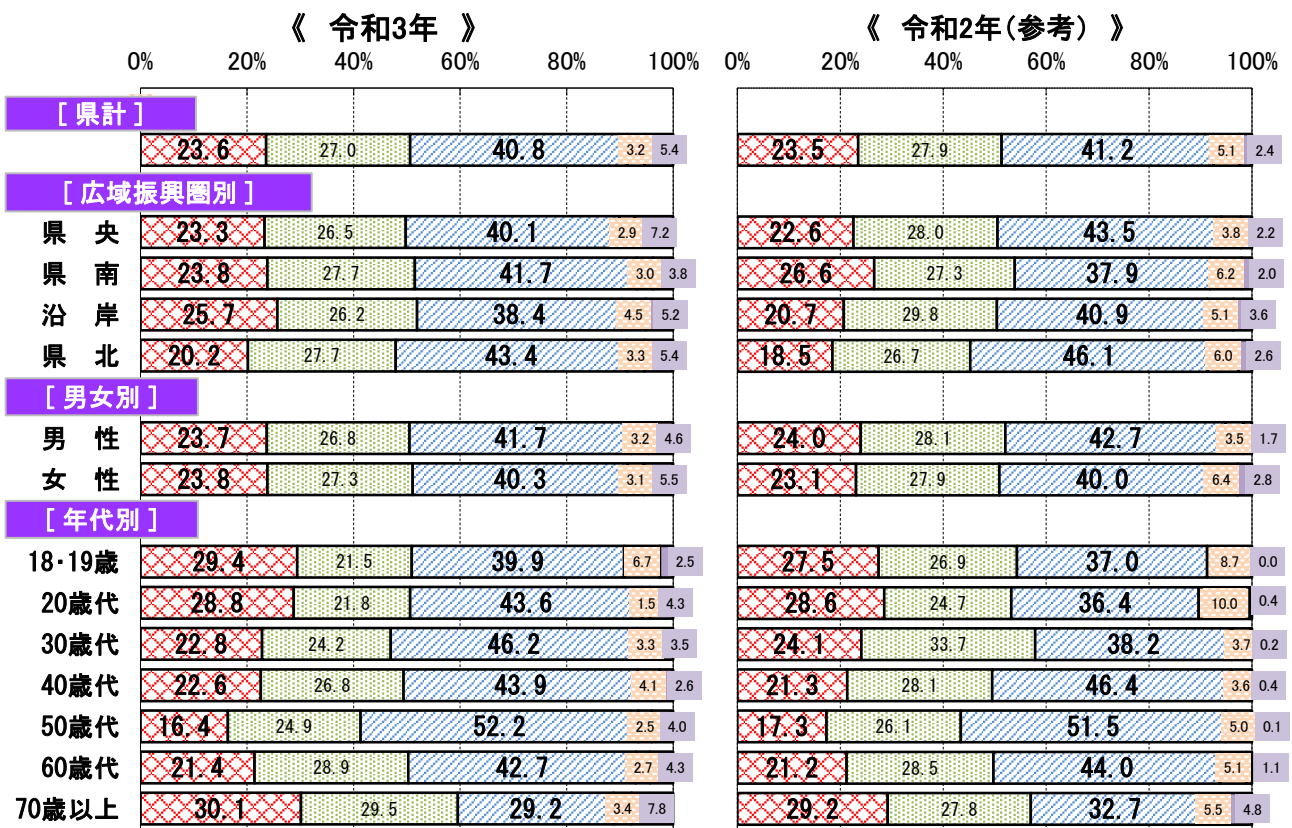 《 令和3年 》 《 令和2年(参考) 》
0% 20% 40% 60% 80% 100% 0% 20% 40% 60% 80% 100%
[ 県計 ]
23.6 27.0 40.8 3.2 5.4 23.5 27.9 41.2 5.1 2.4
[ 広域振興圏別 ]
県 央 23.3 26.5 40.1 2.9 7.2 22.6 28.0 43.5 3.8 2.2
県 南 23.8 27.7 41.7 3.0 3.8 26.6 27.3 37.9 6.2 2.0
沿 岸 25.7 26.2 38.4 4.5 5.2 20.7 29.8 40.9 5.1 3.6
県 北 20.2 27.7 43.4 3.3 5.4 18.5 26.7 46.1 6.0 2.6
[ 男女別 ]
男 性 23.7 26.8 41.7 3.2 4.6 24.0 28.1 42.7 3.5 1.7
女 性 23.8 27.3 40.3 3.1 5.5 23.1 27.9 40.0 6.4 2.8
[ 年代別 ]
18・19歳 29.4 21.5 39.9 6.7 2.5 27.5 26.9 37.0 8.7 0.0
20歳代 28.8 21.8 43.6 1.5 4.3 28.6 24.7 36.4 10.0 0.4
30歳代 22.8 24.2 46.2 3.3 3.5 24.1 33.7 38.2 3.7 0.2
40歳代 22.6 26.8 43.9 4.1 2.6 21.3 28.1 46.4 3.6 0.4
50歳代 16.4 24.9 52.2 2.5 4.0 17.3 26.1 51.5 5.0 0.1
60歳代 21.4 28.9 42.7 2.7 4.3 21.2 28.5 44.0 5.1 1.1
70歳以上 30.1 29.5 29.2 3.4 7.8 29.2 27.8 32.7 5.5 4.8